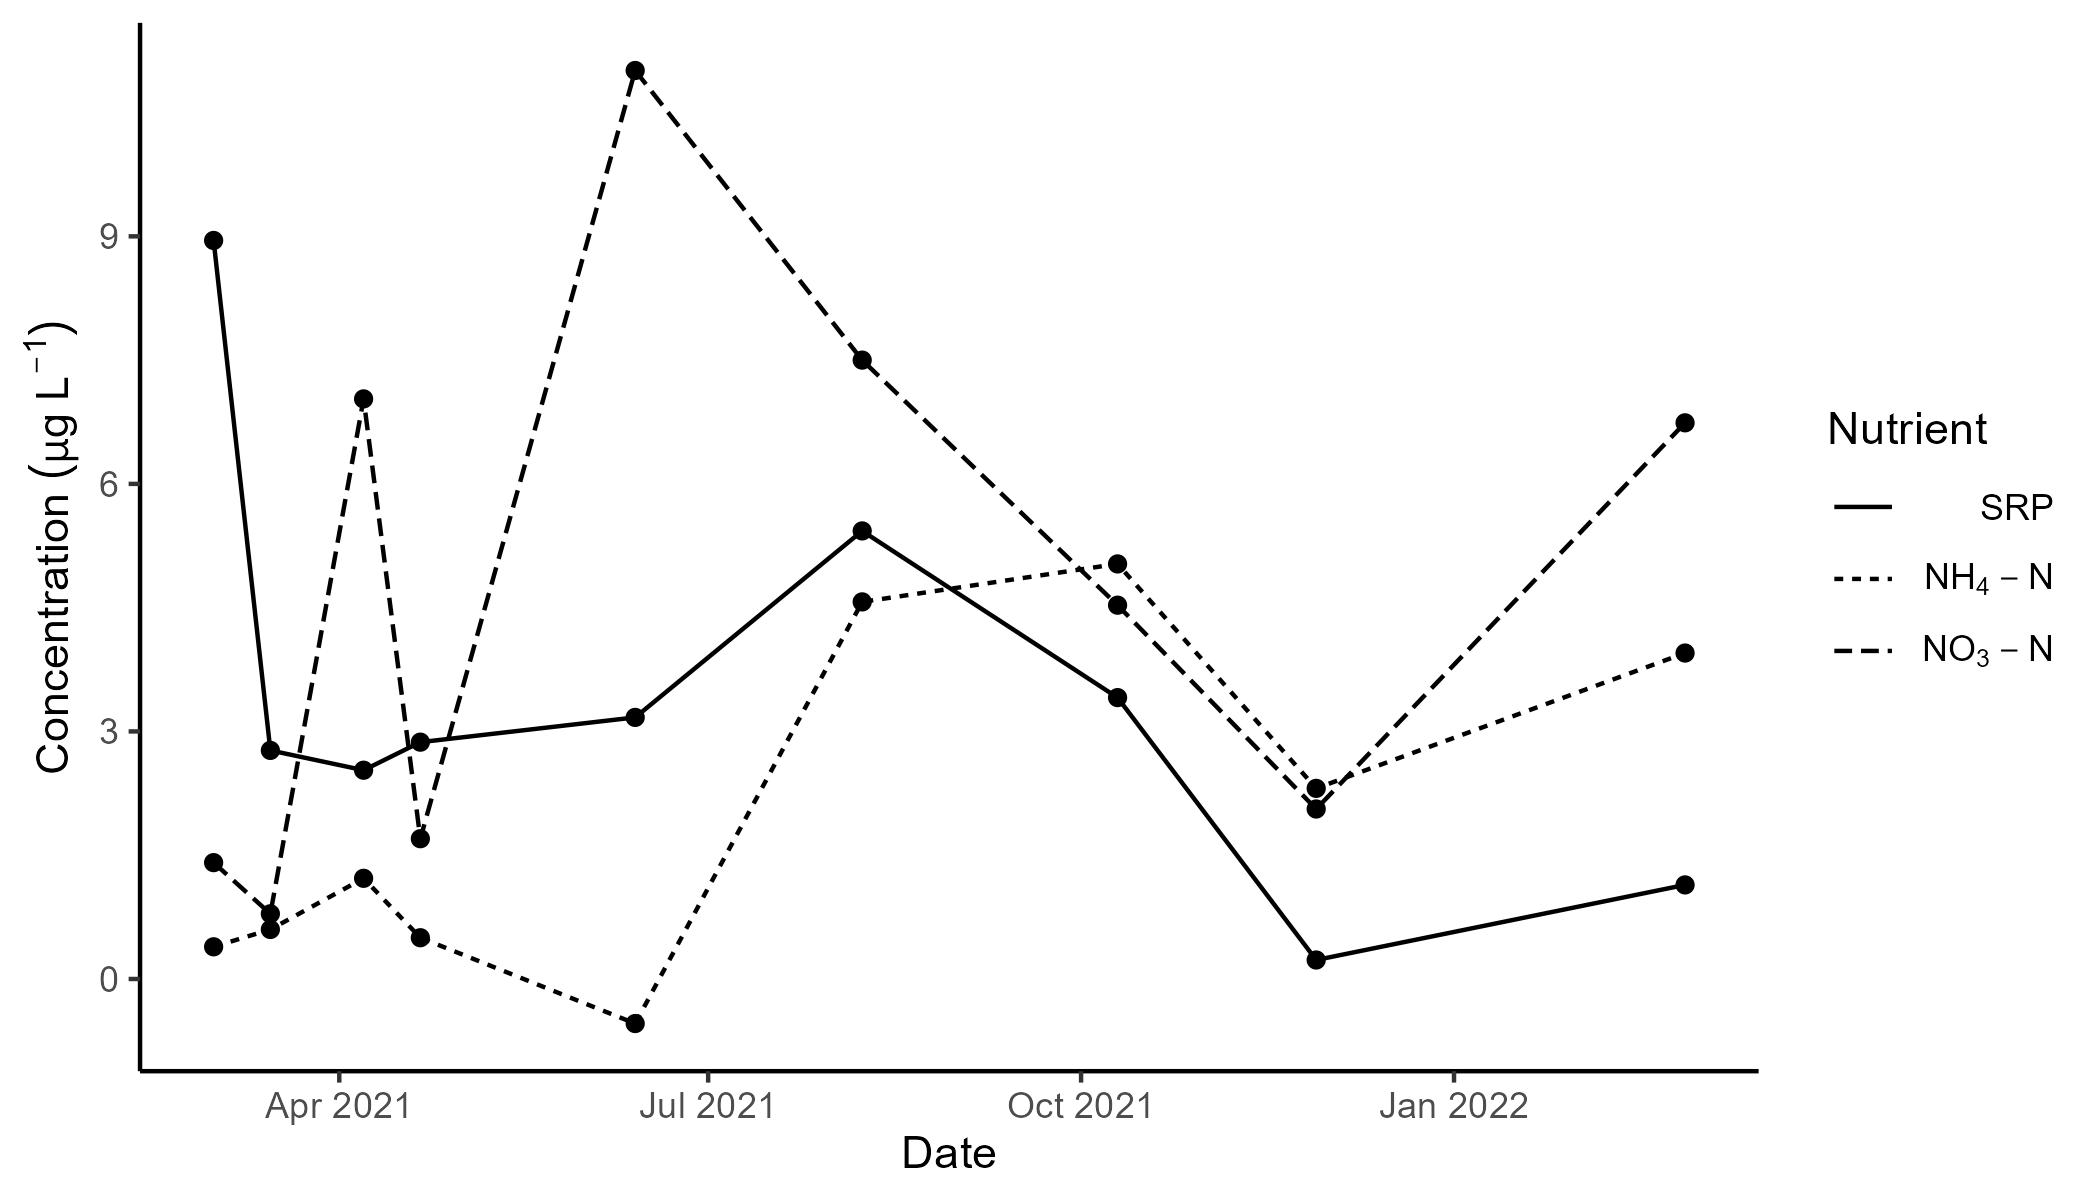 Concentration (µg L⁻¹)
9
6
3
0
Apr 2021
Jul 2021
Oct 2021
Jan 2022
Date
Nutrient
SRP
NH₄ – N
NO₃ – N